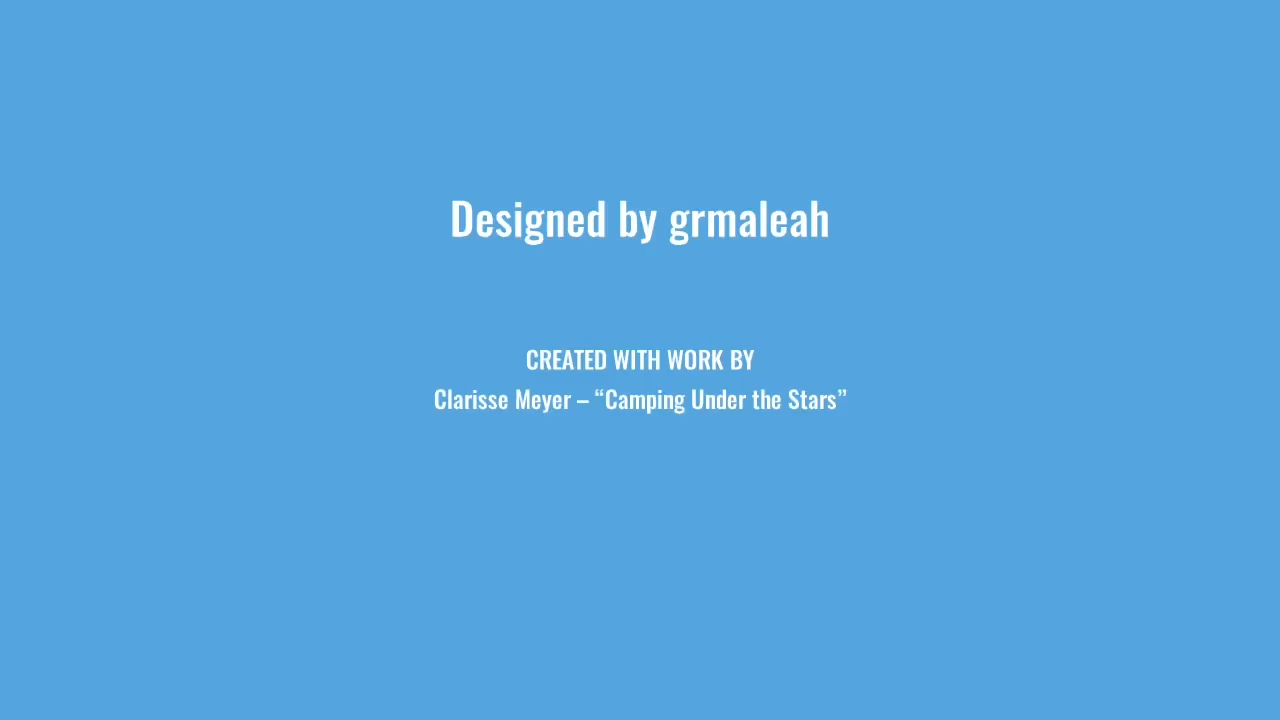 Designed by grmaleah
CREATED WITH WORK BY
Clarisse Meyer – “Camping Under the Stars”